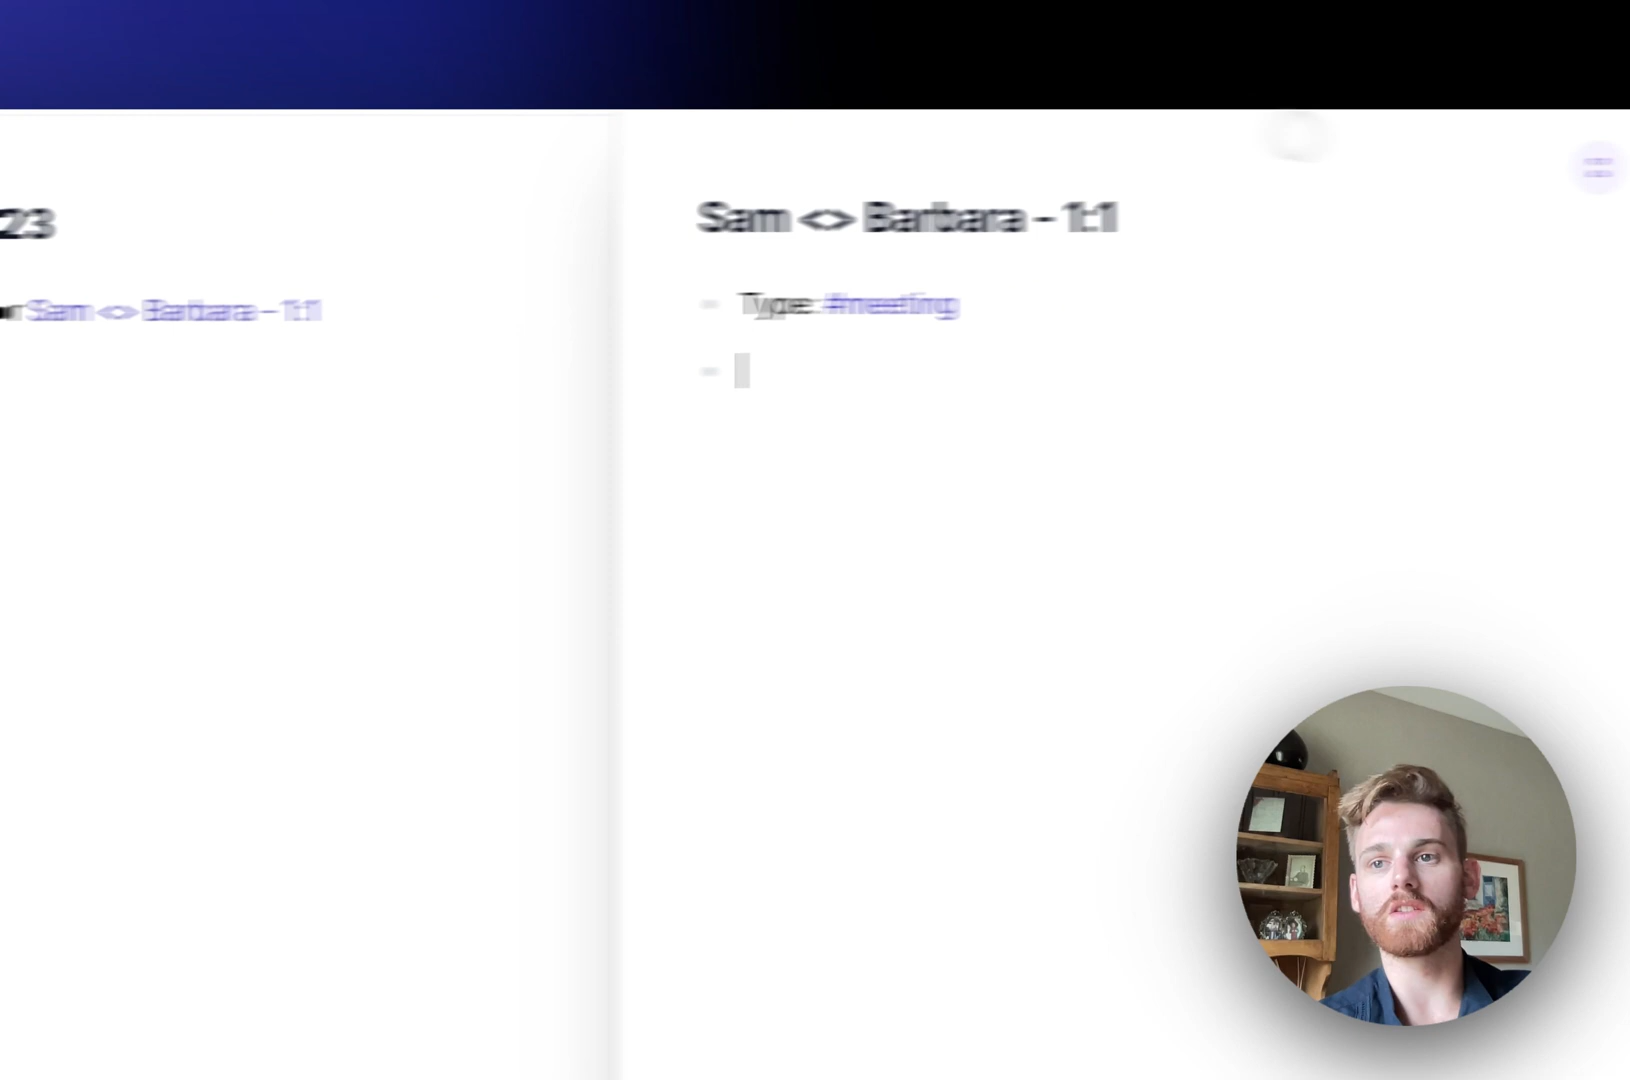 23
r Sam <> Barbara - 1:1
Sam <> Barbara - 1:1
- Type: #meeting
-